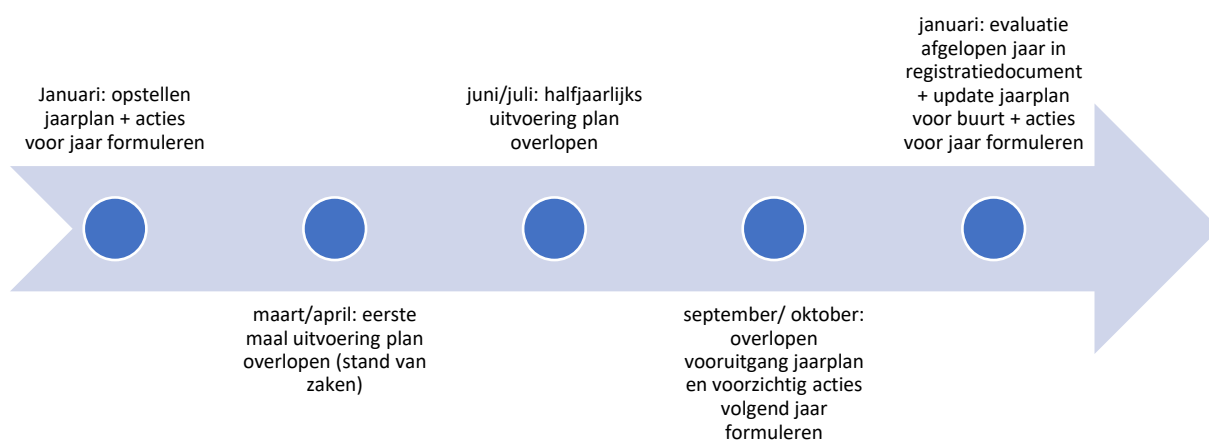 Januari: opstellen
jaarplan + acties
voor jaar formuleren
maart/april: eerste
maal uitvoering plan
overlopen (stand van
zaken)
juni/juli: halfjaarlijks
uitvoering plan
overlopen
september/ oktober:
overlopen
vooruitgang jaarplan
en voorzichtig acties
volgend jaar
formuleren
januari: evaluatie
afgelopen jaar in
registratiedocument
+ update jaarplan
voor buurt + acties
voor jaar formuleren